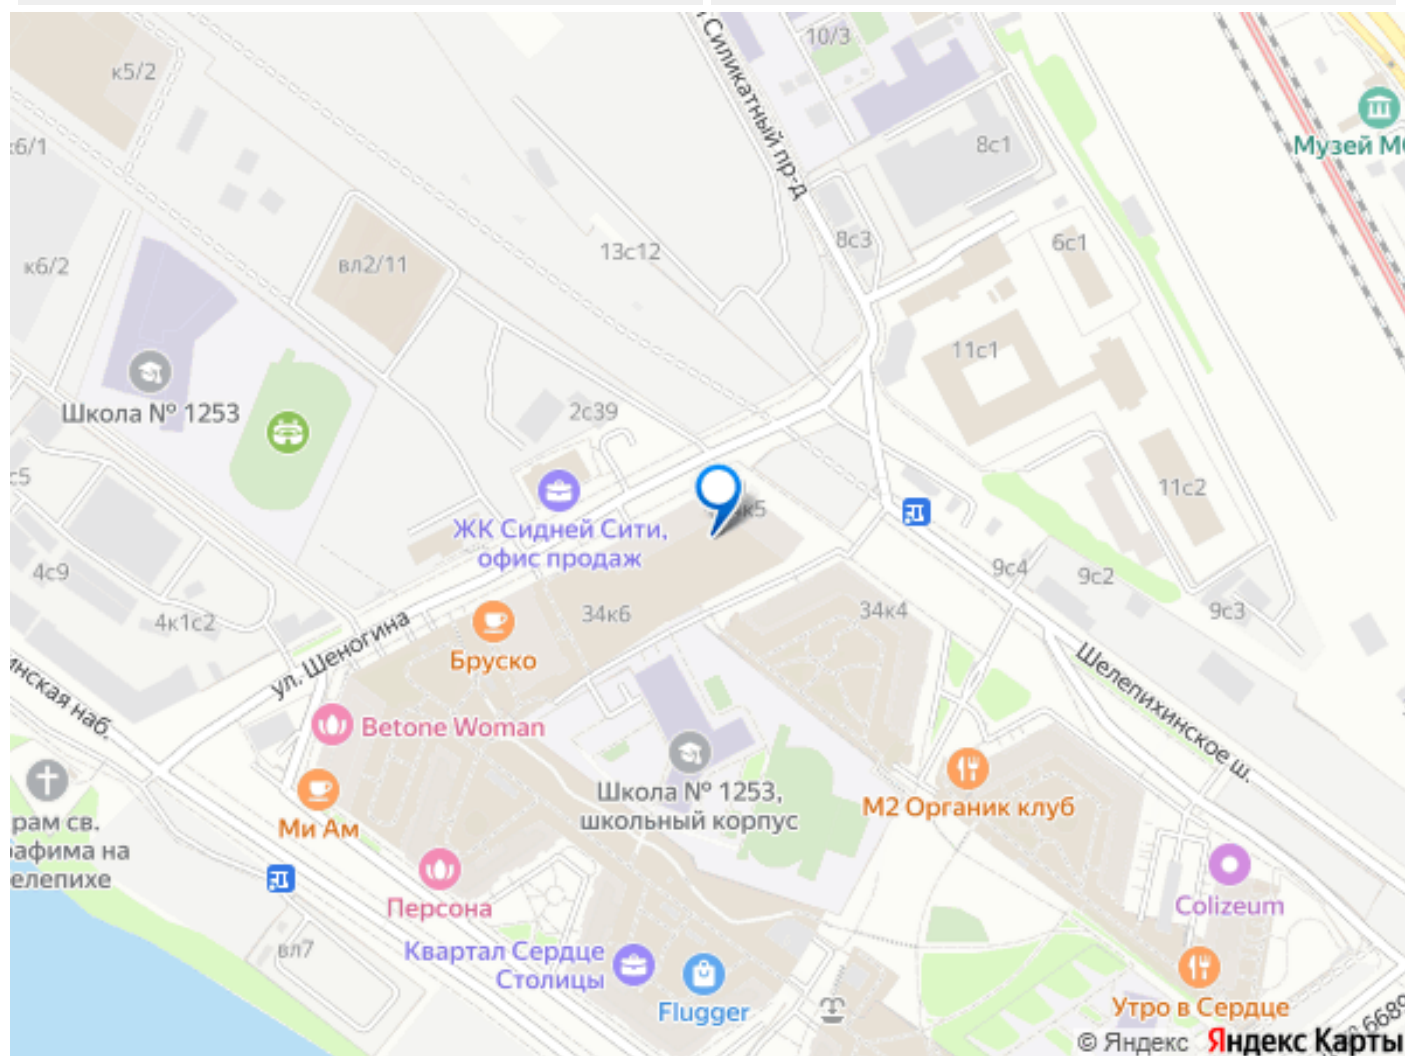 к5/2
10/3
Силикатный пр-д
8с1
Музей М
к6/1
8с3
6с1
13с12
к6/2
вл2/11
11с1
Школа № 1253
2с39
с5
11с2
ЖК Сидней Сити,
офис продаж
к5
9с4
9с2
4с9
9с3
4к1с2
34к6
34к4
ул. Шеногина
Бруско
Шелепихинское ш.
инская наб.
Betone Woman
Школа № 1253,
школьный корпус
М2 Органик клуб
Ми Ам
рам св.
рафима на
елепихе
Персона
Colizeum
вл7
Квартал Сердце
Столицы
Flugger
Утро в Сердце
6689
© Яндекс Яндекс Карты